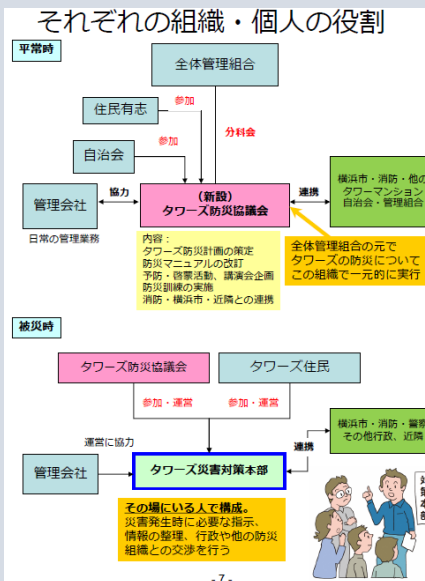 それぞれの組織・個人の役割
平常時
全体管理組合
住民有志
参加
分科会
参加
自治会
管理会社
協力
（新設）
タワーズ防災協議会
連携
横浜市・消防・他の
タワーマンション
自治会・管理組合
日常の管理業務
内容：
タワーズ防災計画の策定
防災マニュアルの改訂
予防・啓蒙活動、講演会企画
防災訓練の実施
消防・横浜市・近隣との連携
全体管理組合の元で
タワーズの防災について
この組織で一元的に実行
被災時
タワーズ防災協議会
タワーズ住民
参加・運営
参加・運営
運営に協力
管理会社
タワーズ災害対策本部
連携
横浜市・消防・警察
その他行政、近隣
その場にいる人で構成。
災害発生時に必要な指示、
情報の整理、行政や他の防災
組織との交渉を行う
対策本部
- 7 -